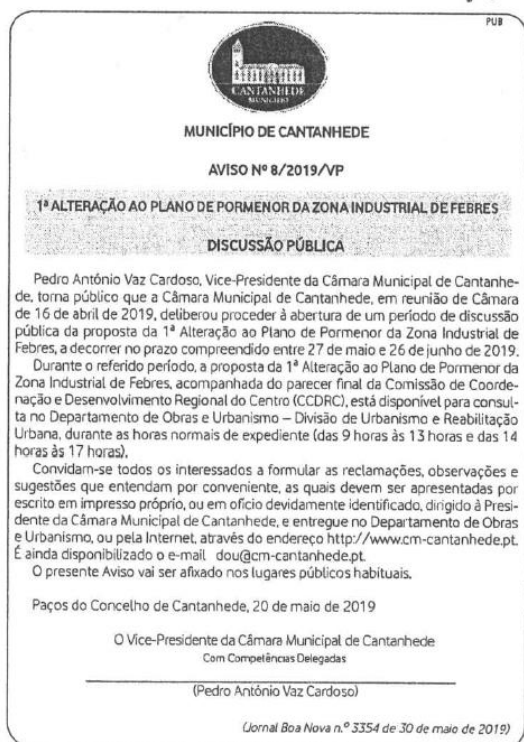 PUB
CANTANHEDE
MUNICÍPIO
MUNICÍPIO DE CANTANHEDE
AVISO Nº 8/2019/VP
1ª ALTERAÇÃO AO PLANO DE PORMENOR DA ZONA INDUSTRIAL DE FEBRES
DISCUSSÃO PÚBLICA
Pedro António Vaz Cardoso, Vice-Presidente da Câmara Municipal de Cantanhe-
de, torna público que a Câmara Municipal de Cantanhede, em reunião de Câmara
de 16 de abril de 2019, deliberou proceder à abertura de um período de discussão
pública da proposta da 1ª Alteração ao Plano de Pormenor da Zona Industrial de
Febres, a decorrer no prazo compreendido entre 27 de maio e 26 de junho de 2019.
Durante o referido período, a proposta da 1ª Alteração ao Plano de Pormenor da
Zona Industrial de Febres, acompanhada do parecer final da Comissão de Coorde-
nação e Desenvolvimento Regional do Centro (CCDRC), está disponível para consul-
ta no Departamento de Obras e Urbanismo – Divisão de Urbanismo e Reabilitação
Urbana, durante as horas normais de expediente (das 9 horas às 13 horas e das 14
horas às 17 horas).
Convidam-se todos os interessados a formular as reclamações, observações e
sugestões que entendam por conveniente, as quais devem ser apresentadas por
escrito em impresso próprio, ou em ofício devidamente identificado, dirigido à Presi-
dente da Câmara Municipal de Cantanhede, e entregue no Departamento de Obras
e Urbanismo, ou pela Internet, através do endereço http://www.cm-cantanhede.pt.
É ainda disponibilizado o e-mail dou@cm-cantanhede.pt.
O presente Aviso vai ser afixado nos lugares públicos habituais.
Paços do Concelho de Cantanhede, 20 de maio de 2019
O Vice-Presidente da Câmara Municipal de Cantanhede
Com Competências Delegadas
(Pedro António Vaz Cardoso)
(Jornal Boa Nova n.º 3354 de 30 de maio de 2019)